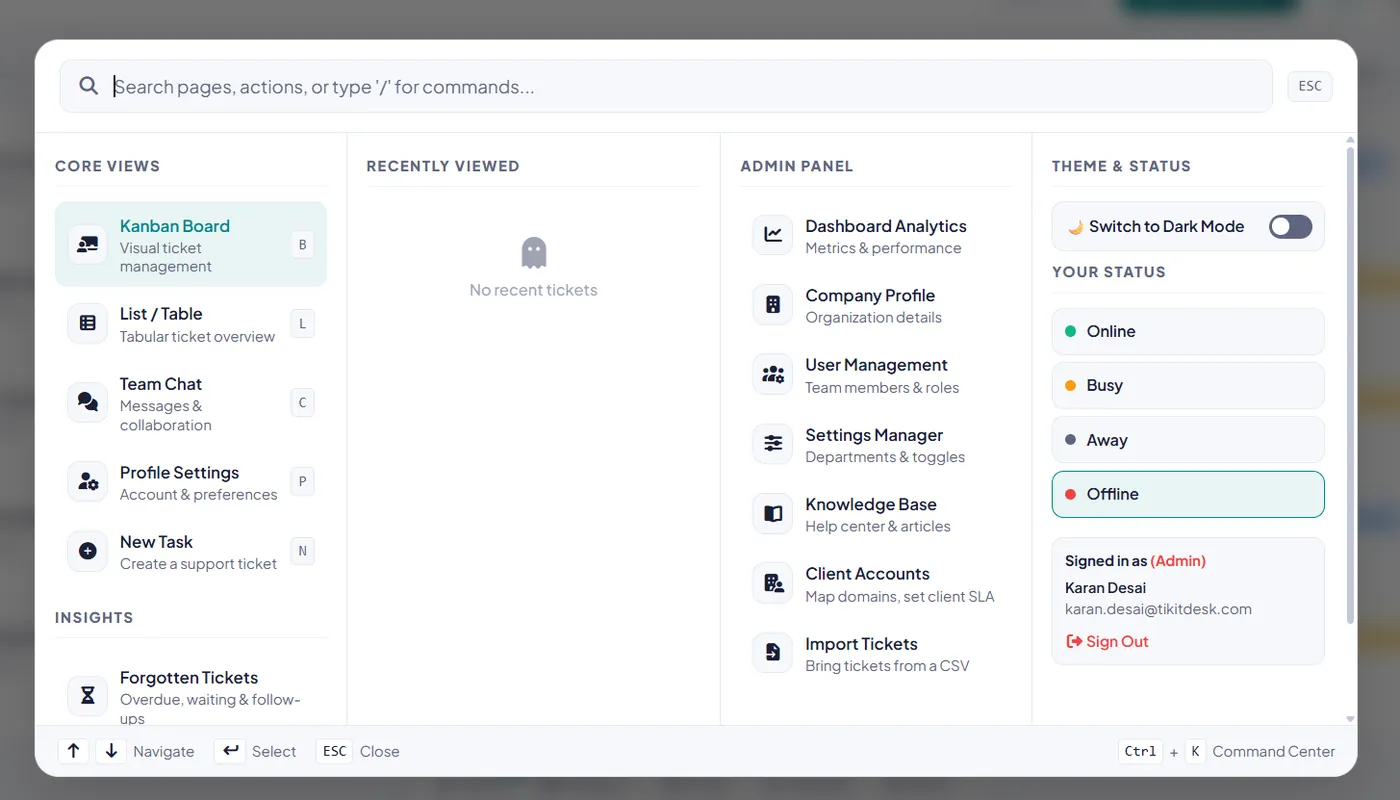 Search pages, actions, or type '/' for commands...
ESC
CORE VIEWS
Kanban Board
Visual ticket
management
B
List / Table
Tabular ticket overview
L
Team Chat
Messages &
collaboration
C
Profile Settings
Account & preferences
P
New Task
Create a support ticket
N
INSIGHTS
Forgotten Tickets
Overdue, waiting & follow-
ups
RECENTLY VIEWED
No recent tickets
ADMIN PANEL
Dashboard Analytics
Metrics & performance
Company Profile
Organization details
User Management
Team members & roles
Settings Manager
Departments & toggles
Knowledge Base
Help center & articles
Client Accounts
Map domains, set client SLA
Import Tickets
Bring tickets from a CSV
THEME & STATUS
🌙 Switch to Dark Mode
YOUR STATUS
Online
Busy
Away
Offline
Signed in as (Admin)
Karan Desai
karan.desai@tikitdesk.com
Sign Out
↑ ↓ Navigate ↵ Select ESC Close
Ctrl + K Command Center